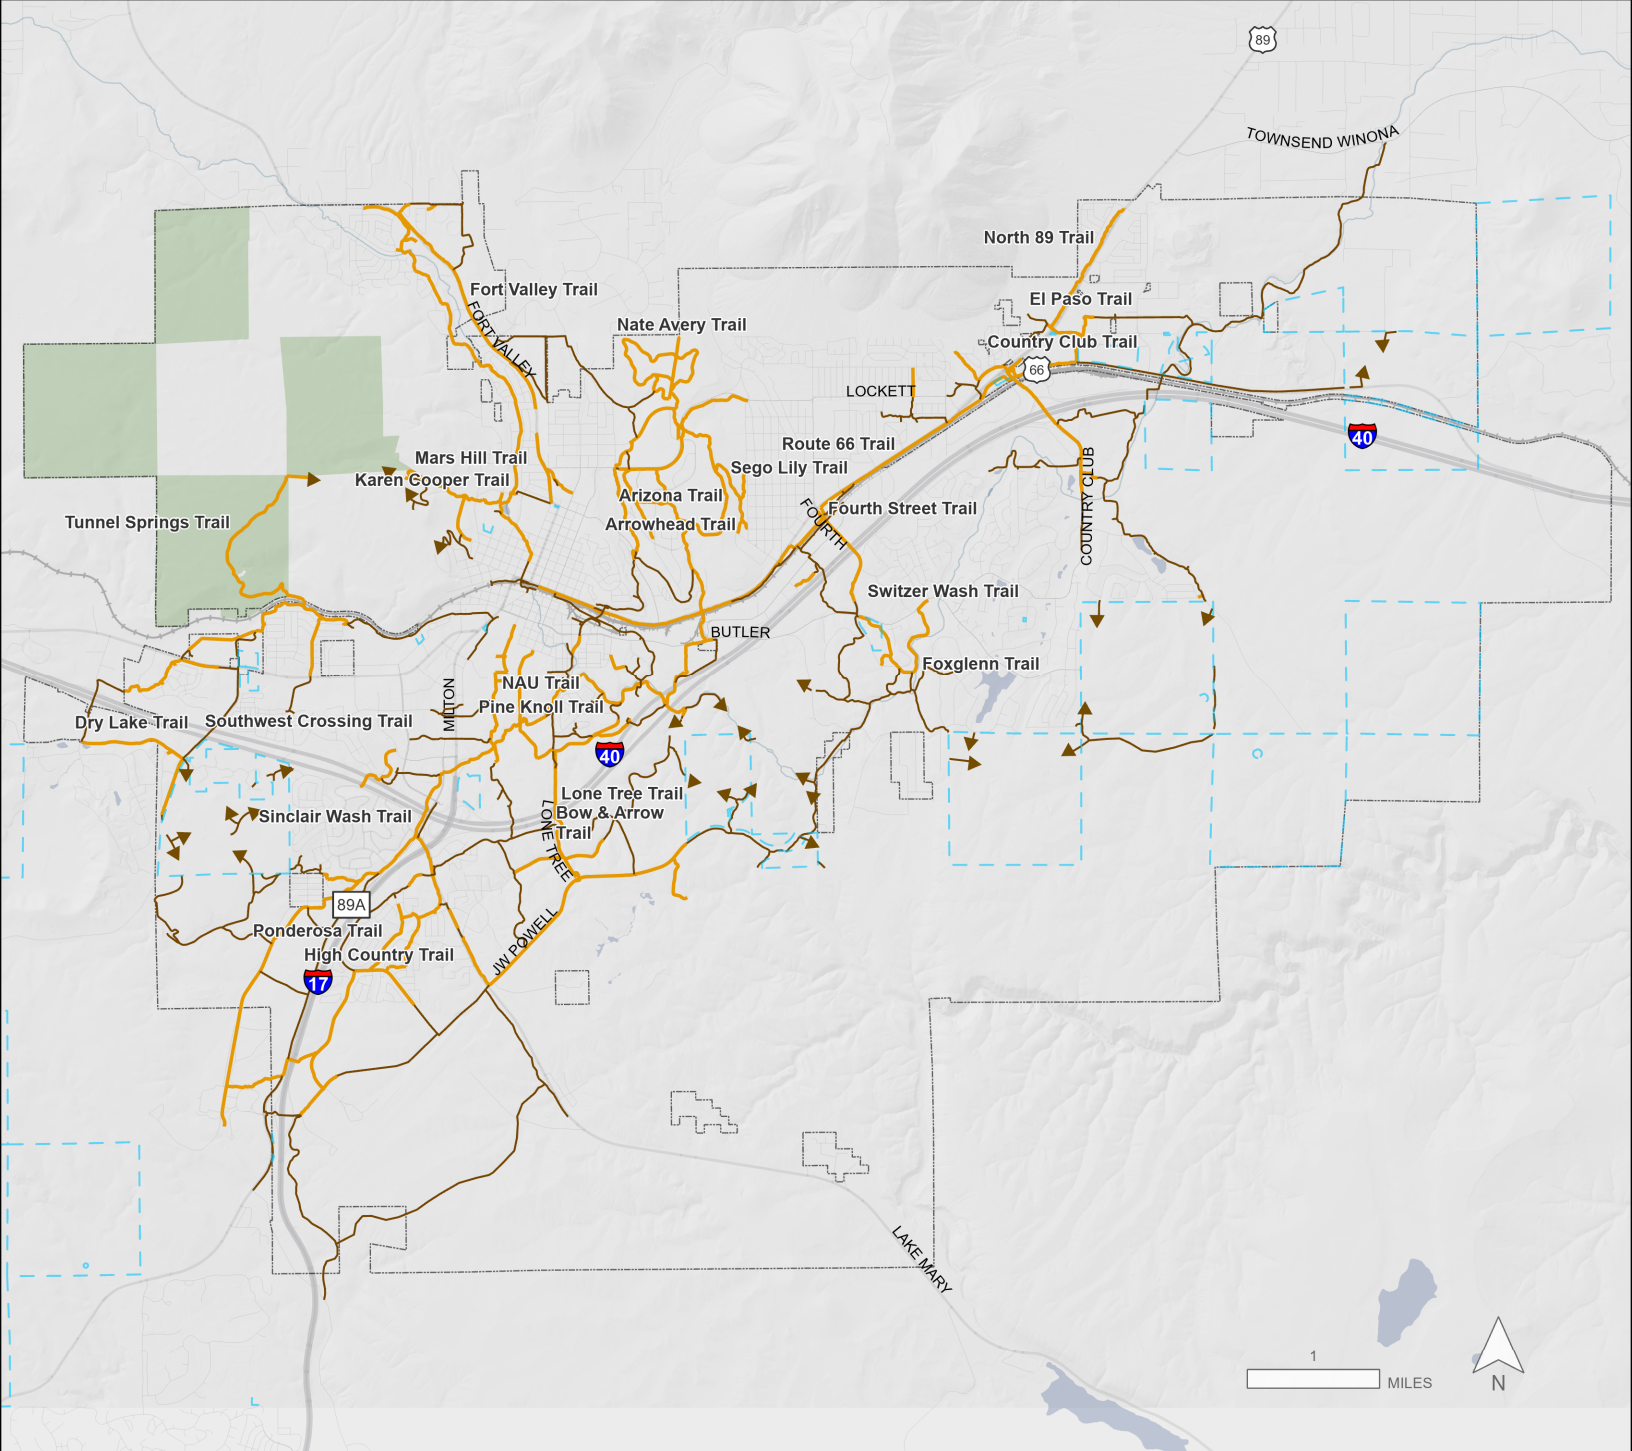 89
TOWNSEND WINONA
North 89 Trail
Fort Valley Trail
El Paso Trail
FORT VALLEY
Nate Avery Trail
Country Club Trail
66
LOCKETT
40
Route 66 Trail
Mars Hill Trail
Sego Lily Trail
Karen Cooper Trail
Arizona Trail
COUNTRY CLUB
FOURTH
Fourth Street Trail
Tunnel Springs Trail
Arrowhead Trail
Switzer Wash Trail
BUTLER
Foxglenn Trail
NAU Trail
MILTON
Pine Knoll Trail
Dry Lake Trail
Southwest Crossing Trail
40
Lone Tree Trail
Sinclair Wash Trail
Bow & Arrow
Trail
LONE TREE
89A
Ponderosa Trail
JW POWELL
High Country Trail
17
LAKE MARY
1
MILES
N